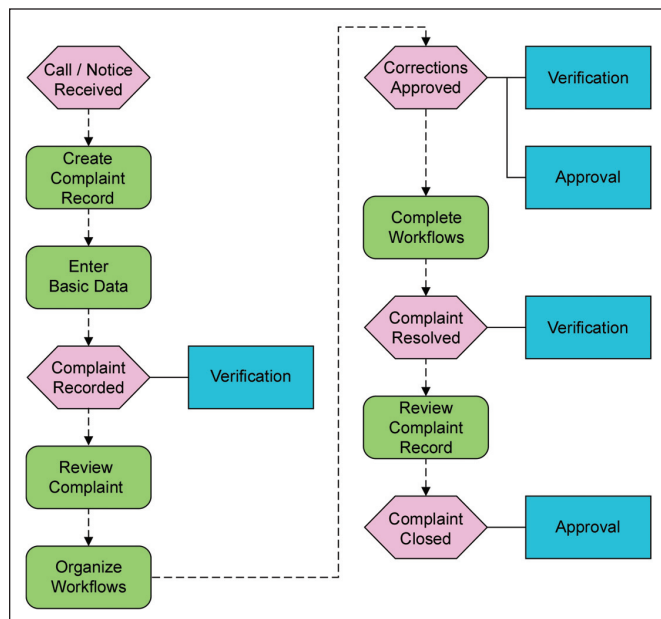 Call / Notice
Received
Create
Complaint
Record
Enter
Basic Data
Complaint
Recorded
Verification
Review
Complaint
Organize
Workflows
Corrections
Approved
Verification
Approval
Complete
Workflows
Complaint
Resolved
Verification
Review
Complaint
Record
Complaint
Closed
Approval